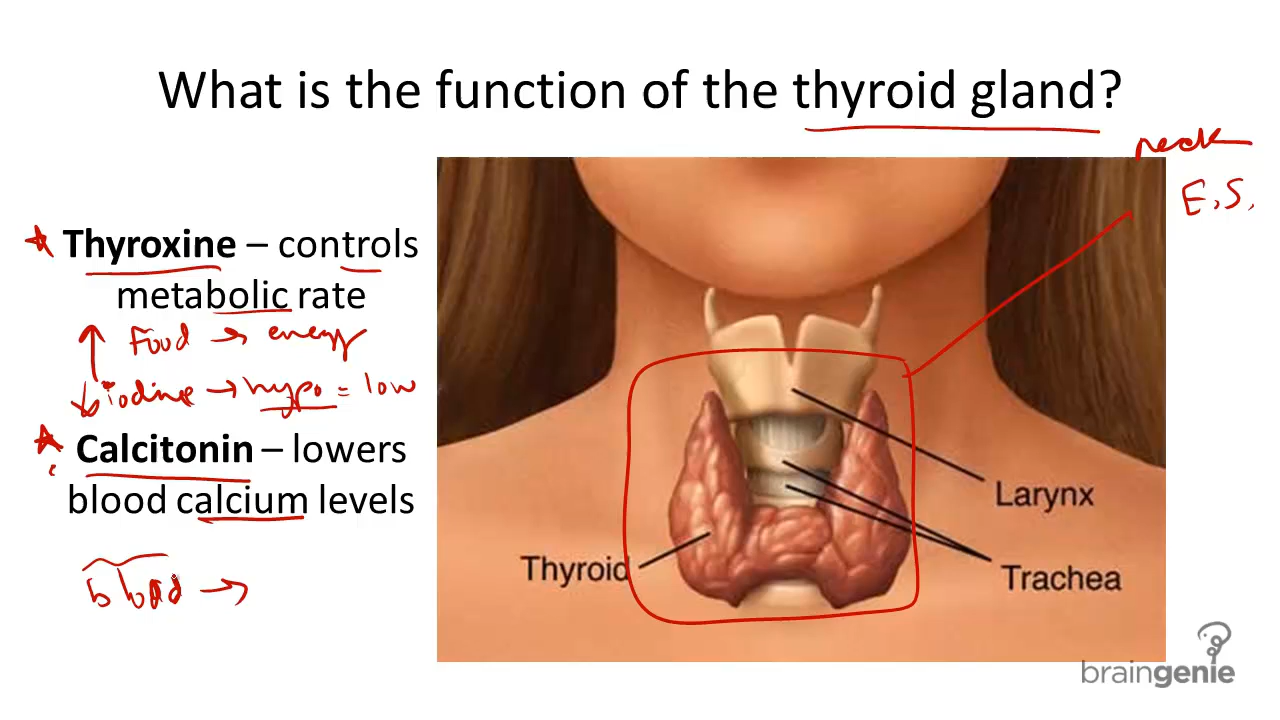 What is the function of the thyroid gland?
neck
E.S.
Thyroxine – controls
metabolic rate
↑ Food → energy
↓ iodine → hypo = low
Calcitonin – lowers
blood calcium levels
blood →
Larynx
Thyroid
Trachea
braingenie